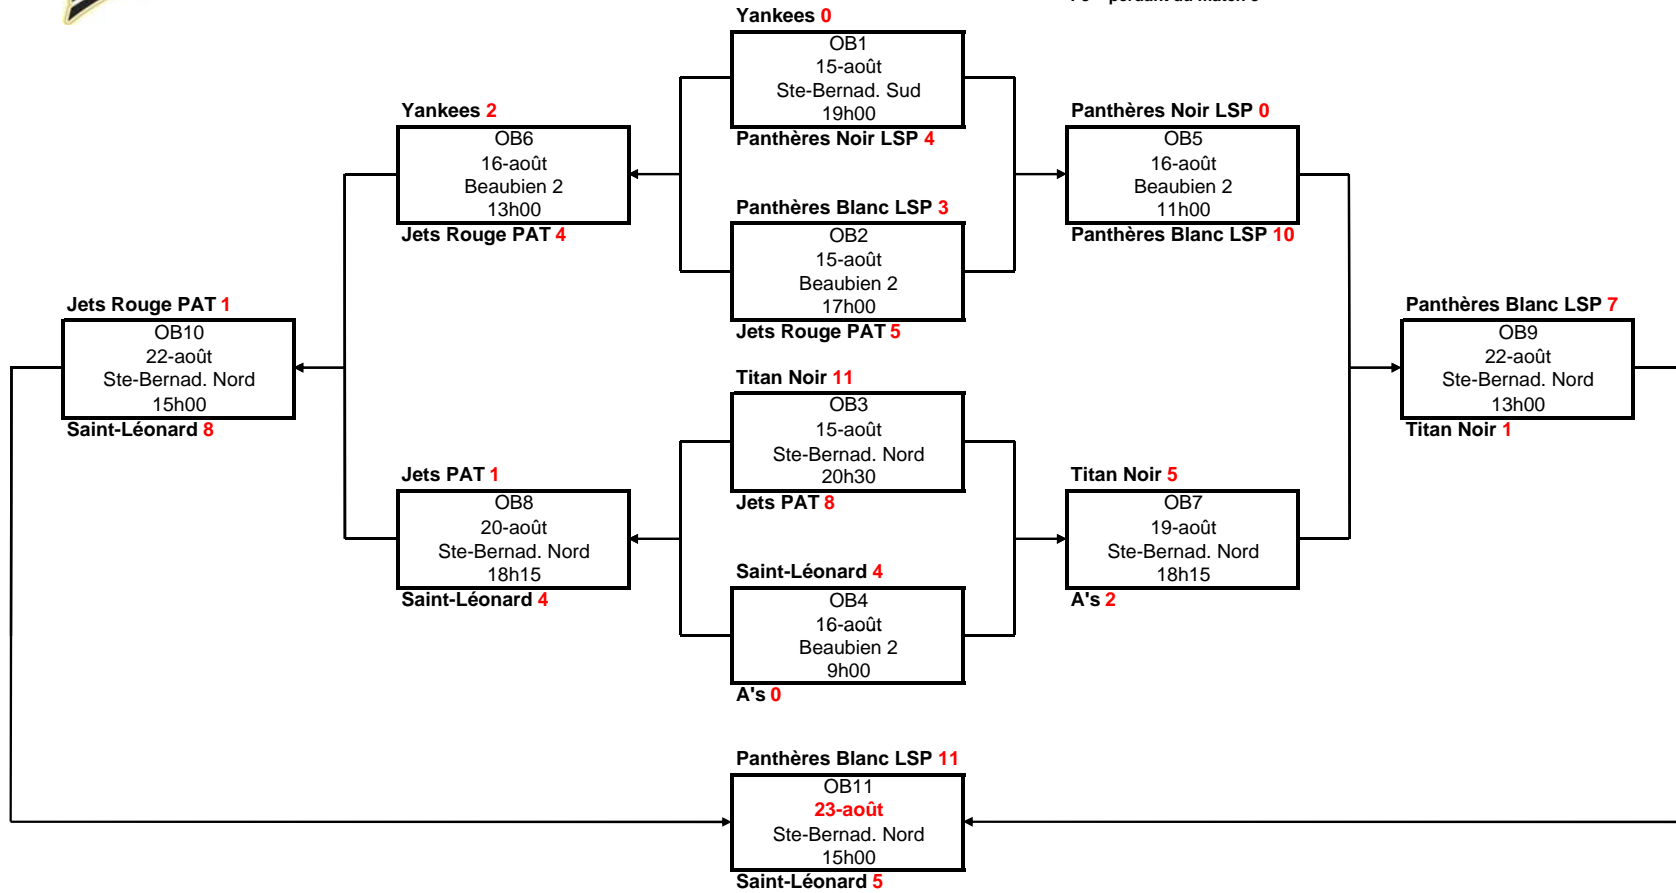 Yankees 0
OB1
15-août
Ste-Bernad. Sud
19h00
Panthères Noir LSP 4
Yankees 2
OB6
16-août
Beaubien 2
13h00
Jets Rouge PAT 4
Panthères Noir LSP 0
OB5
16-août
Beaubien 2
11h00
Panthères Blanc LSP 10
Panthères Blanc LSP 3
OB2
15-août
Beaubien 2
17h00
Jets Rouge PAT 5
Jets Rouge PAT 1
OB10
22-août
Ste-Bernad. Nord
15h00
Saint-Léonard 8
Panthères Blanc LSP 7
OB9
22-août
Ste-Bernad. Nord
13h00
Titan Noir 1
Titan Noir 11
OB3
15-août
Ste-Bernad. Nord
20h30
Jets PAT 8
Jets PAT 1
OB8
20-août
Ste-Bernad. Nord
18h15
Saint-Léonard 4
Titan Noir 5
OB7
19-août
Ste-Bernad. Nord
18h15
A's 2
Saint-Léonard 4
OB4
16-août
Beaubien 2
9h00
A's 0
Panthères Blanc LSP 11
OB11
23-août
Ste-Bernad. Nord
15h00
Saint-Léonard 5